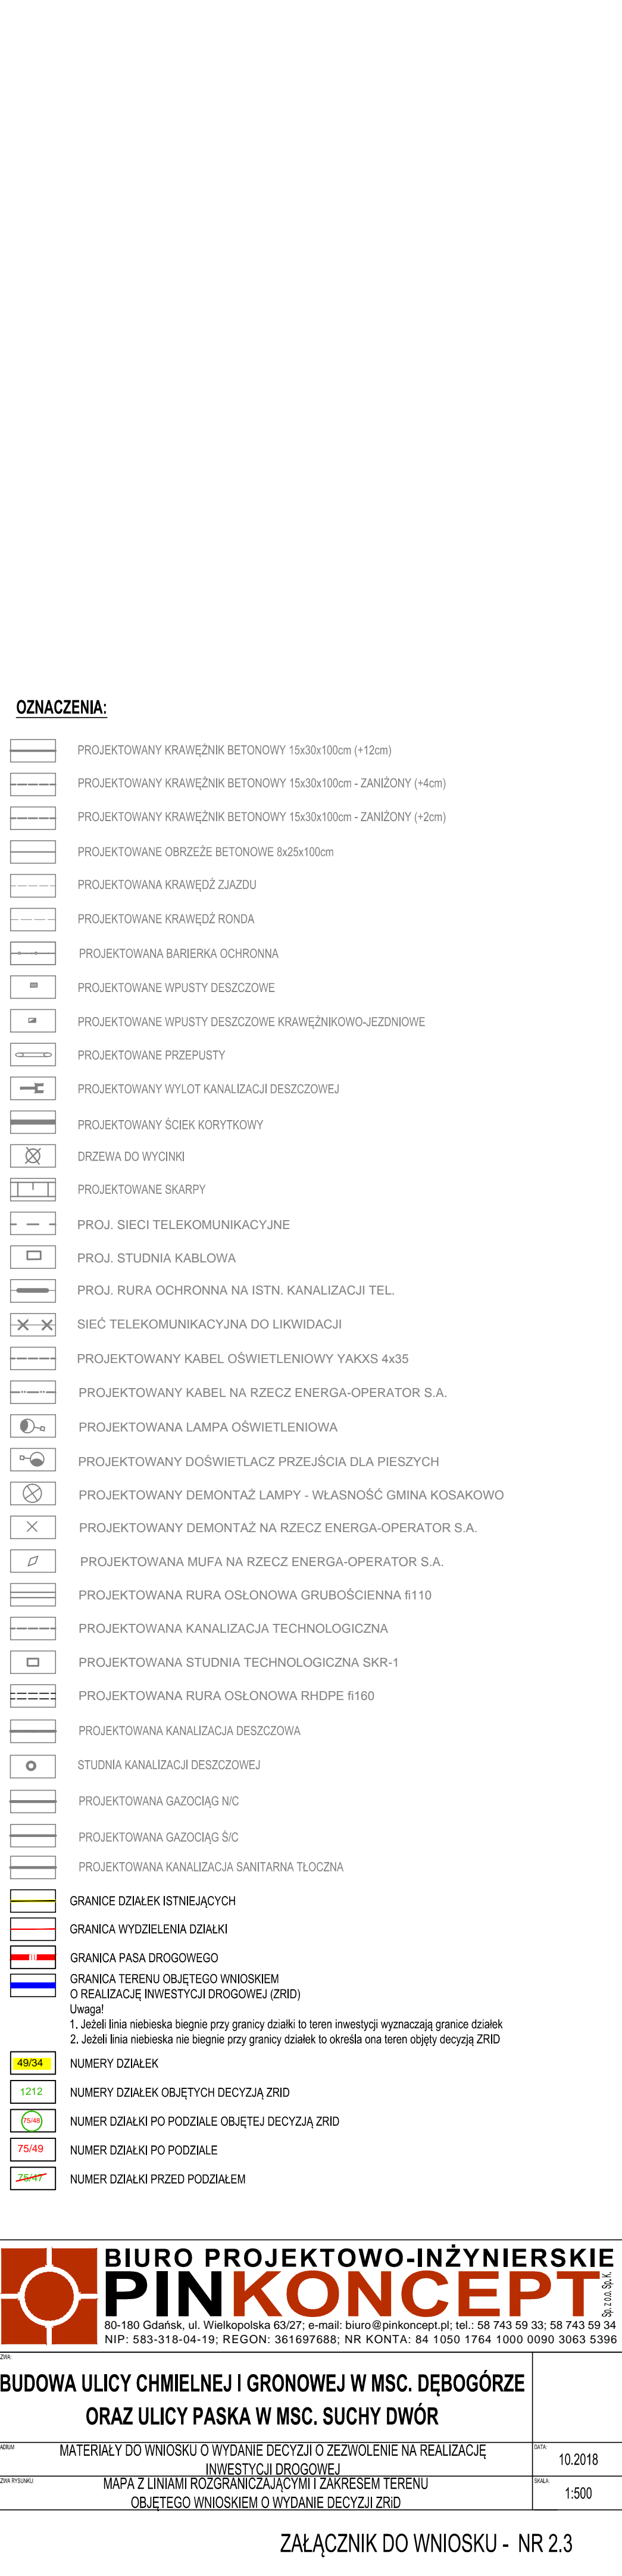 OZNACZENIA:
PROJEKTOWANY KRAWĘŻNIK BETONOWY 15x30x100cm (+12cm)
PROJEKTOWANY KRAWĘŻNIK BETONOWY 15x30x100cm - ZANIŻONY (+4cm)
PROJEKTOWANY KRAWĘŻNIK BETONOWY 15x30x100cm - ZANIŻONY (+2cm)
PROJEKTOWANE OBRZEŻE BETONOWE 8x25x100cm
PROJEKTOWANA KRAWĘDŹ ZJAZDU
PROJEKTOWANE KRAWĘDŹ RONDA
PROJEKTOWANA BARIERKA OCHRONNA
PROJEKTOWANE WPUSTY DESZCZOWE
PROJEKTOWANE WPUSTY DESZCZOWE KRAWĘŻNIKOWO-JEZDNIOWE
PROJEKTOWANE PRZEPUSTY
PROJEKTOWANY WYLOT KANALIZACJI DESZCZOWEJ
PROJEKTOWANY ŚCIEK KORYTKOWY
DRZEWA DO WYCINKI
PROJEKTOWANE SKARPY
PROJ. SIECI TELEKOMUNIKACYJNE
PROJ. STUDNIA KABLOWA
PROJ. RURA OCHRONNA NA ISTN. KANALIZACJI TEL.
SIEĆ TELEKOMUNIKACYJNA DO LIKWIDACJI
PROJEKTOWANY KABEL OŚWIETLENIOWY YAKXS 4x35
PROJEKTOWANY KABEL NA RZECZ ENERGA-OPERATOR S.A.
PROJEKTOWANA LAMPA OŚWIETLENIOWA
PROJEKTOWANY DOŚWIETLACZ PRZEJŚCIA DLA PIESZYCH
PROJEKTOWANY DEMONTAŻ LAMPY - WŁASNOŚĆ GMINA KOSAKOWO
PROJEKTOWANY DEMONTAŻ NA RZECZ ENERGA-OPERATOR S.A.
PROJEKTOWANA MUFA NA RZECZ ENERGA-OPERATOR S.A.
PROJEKTOWANA RURA OSŁONOWA GRUBOŚCIENNA fi110
PROJEKTOWANA KANALIZACJA TECHNOLOGICZNA
PROJEKTOWANA STUDNIA TECHNOLOGICZNA SKR-1
PROJEKTOWANA RURA OSŁONOWA RHDPE fi160
PROJEKTOWANA KANALIZACJA DESZCZOWA
STUDNIA KANALIZACJI DESZCZOWEJ
PROJEKTOWANA GAZOCIĄG N/C
PROJEKTOWANA GAZOCIĄG Ś/C
PROJEKTOWANA KANALIZACJA SANITARNA TŁOCZNA
GRANICE DZIAŁEK ISTNIEJĄCYCH
GRANICA WYDZIELENIA DZIAŁKI
GRANICA PASA DROGOWEGO
GRANICA TERENU OBJĘTEGO WNIOSKIEM
O REALIZACJĘ INWESTYCJI DROGOWEJ (ZRID)
Uwaga!
1. Jeżeli linia niebieska biegnie przy granicy działki to teren inwestycji wyznaczają granice działek
2. Jeżeli linia niebieska nie biegnie przy granicy działek to określa ona teren objęty decyzją ZRID
49/34 NUMERY DZIAŁEK
1212 NUMERY DZIAŁEK OBJĘTYCH DECYZJĄ ZRID
75/48 NUMER DZIAŁKI PO PODZIALE OBJĘTEJ DECYZJĄ ZRID
75/49 NUMER DZIAŁKI PO PODZIALE
75/47 NUMER DZIAŁKI PRZED PODZIAŁEM
BIURO PROJEKTOWO-INŻYNIERSKIE
PINKONCEPT Sp. z o.o. Sp. K.
80-180 Gdańsk, ul. Wielkopolska 63/27; e-mail: biuro@pinkoncept.pl; tel.: 58 743 59 33; 58 743 59 34
NIP: 583-318-04-19; REGON: 361697688; NR KONTA: 84 1050 1764 1000 0090 3063 5396
ZWA:
BUDOWA ULICY CHMIELNEJ I GRONOWEJ W MSC. DĘBOGÓRZE
ORAZ ULICY PASKA W MSC. SUCHY DWÓR
ADIUM
MATERIAŁY DO WNIOSKU O WYDANIE DECYZJI O ZEZWOLENIE NA REALIZACJĘ
INWESTYCJI DROGOWEJ
DATA:
10.2018
ZWA RYSUNKU
MAPA Z LINIAMI ROZGRANICZAJĄCYMI I ZAKRESEM TERENU
OBJĘTEGO WNIOSKIEM O WYDANIE DECYZJI ZRiD
SKALA:
1:500
ZAŁĄCZNIK DO WNIOSKU - NR 2.3